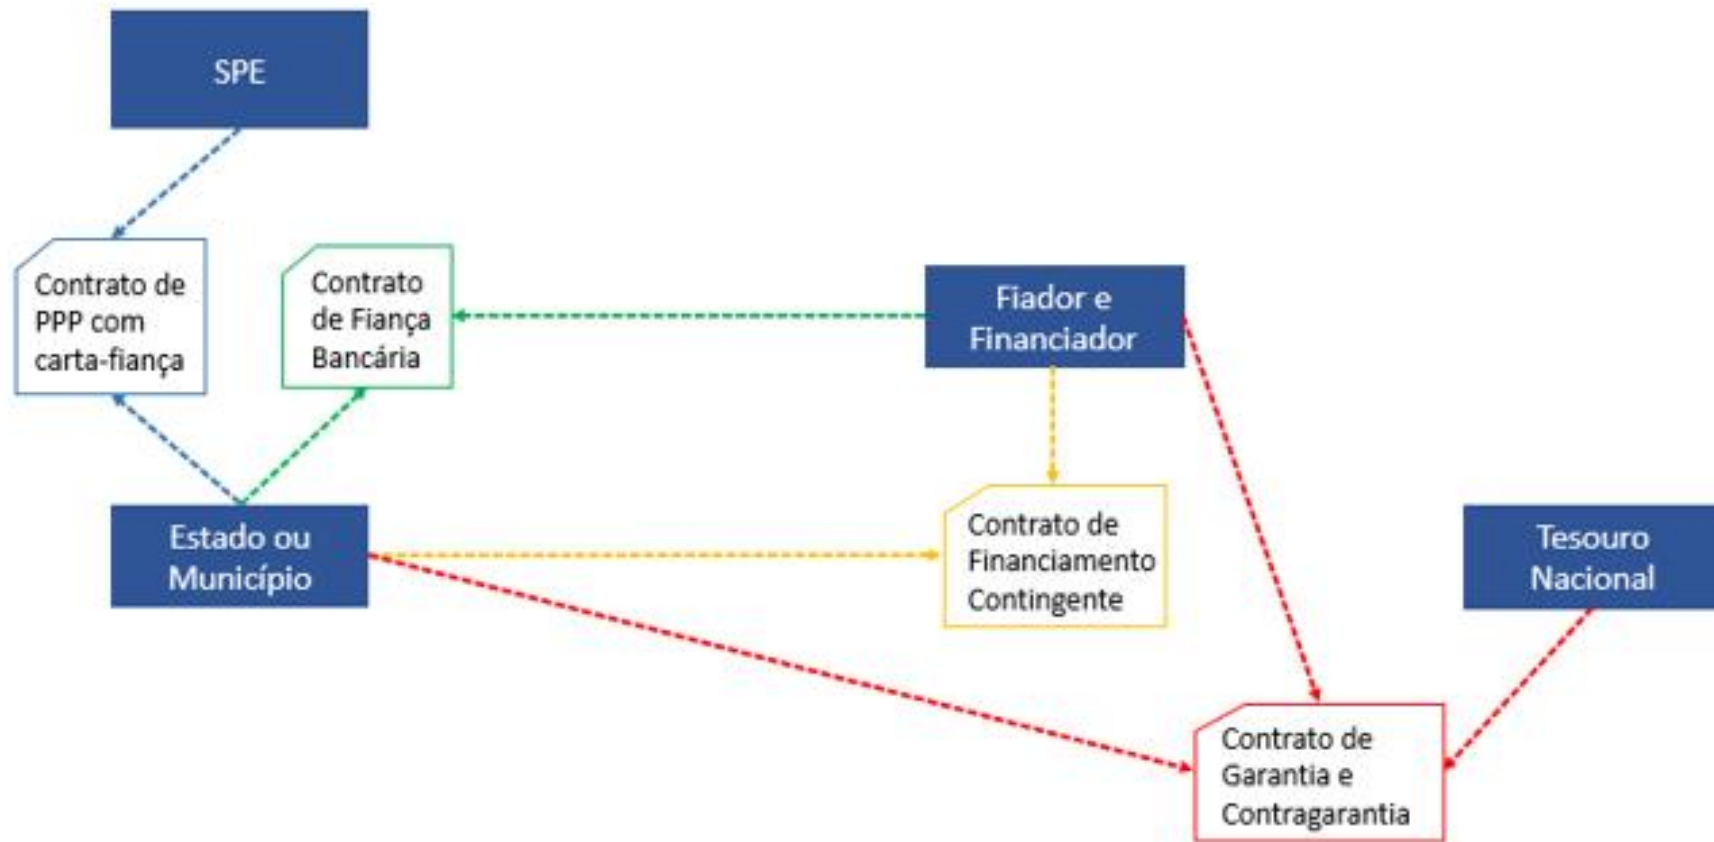 SPE
Contrato de
PPP com
carta-fiança
Contrato
de Fiança
Bancária
Fiador e
Financiador
Estado ou
Município
Contrato de
Financiamento
Contingente
Tesouro
Nacional
Contrato de
Garantia e
Contragarantia